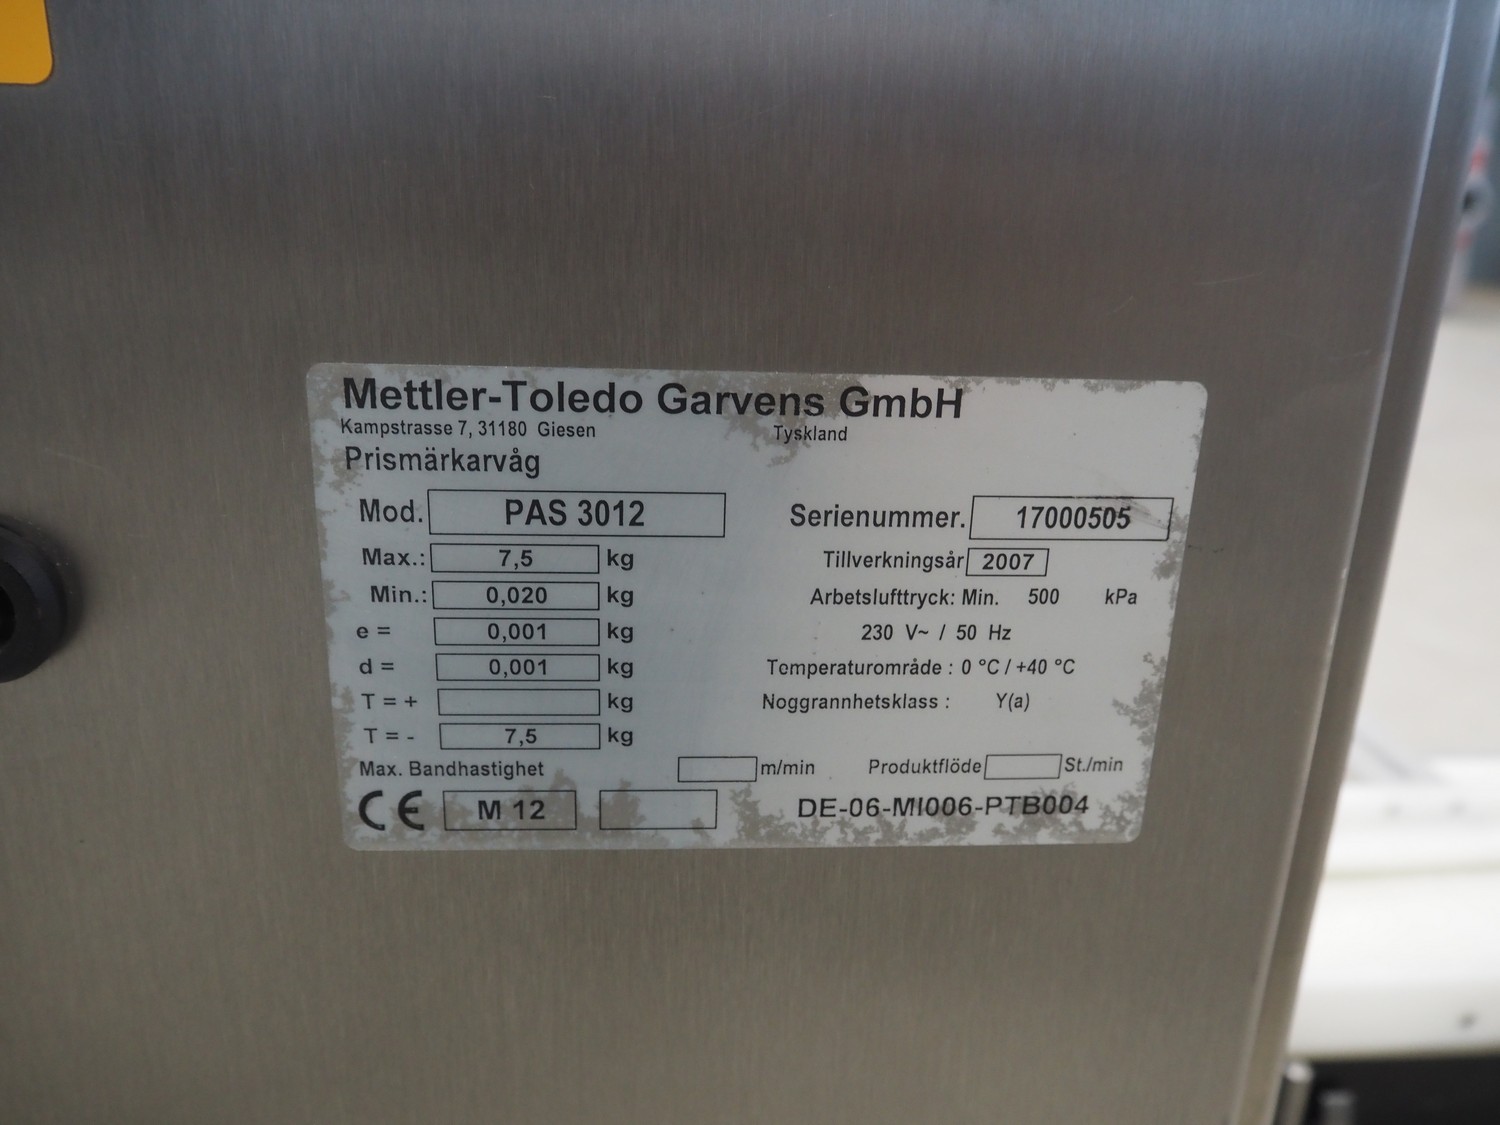 Mettler-Toledo Garvens GmbH
Kampstrasse 7, 31180 Giesen Tyskland
Prismärkarvåg
Mod. PAS 3012 Serienummer. 17000505
Max.: 7,5 kg Tillverkningsår 2007
Min.: 0,020 kg Arbetslufttryck: Min. 500 kPa
e = 0,001 kg 230 V~ / 50 Hz
d = 0,001 kg Temperaturområde : 0 °C / +40 °C
T = + kg Noggrannhetsklass : Y(a)
T = - 7,5 kg
Max. Bandhastighet m/min Produktflöde St./min
CE M 12 DE-06-MI006-PTB004